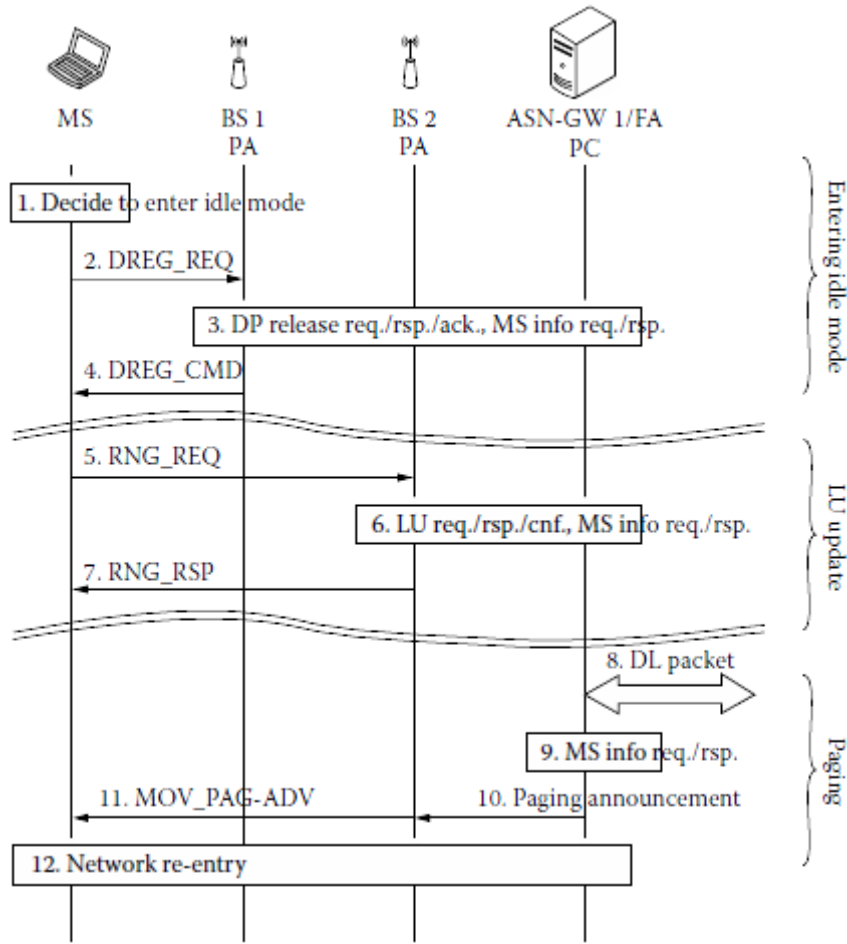 MS
BS 1
PA
BS 2
PA
ASN-GW 1/FA
PC
1. Decide to enter idle mode
2. DREG_REQ
3. DP release req./rsp./ack., MS info req./rsp.
4. DREG_CMD
Entering idle mode
5. RNG_REQ
6. LU req./rsp./cnf., MS info req./rsp.
7. RNG_RSP
LU update
8. DL packet
9. MS info req./rsp.
11. MOV_PAG-ADV
10. Paging announcement
12. Network re-entry
Paging